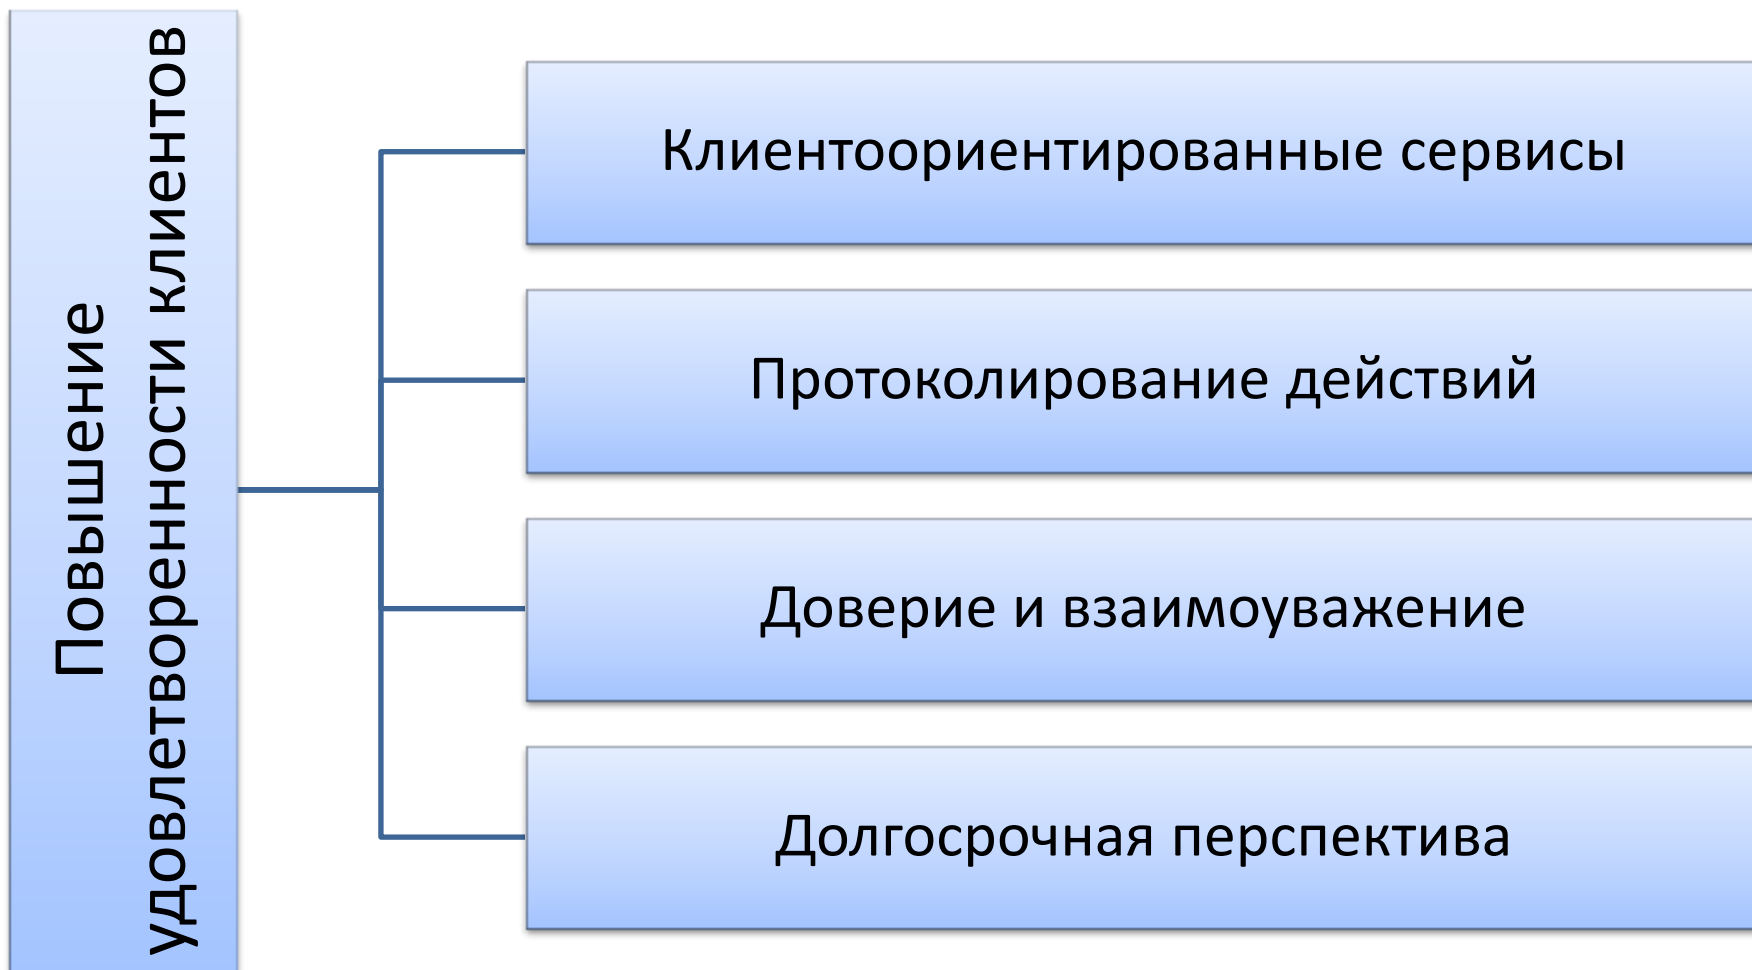 Повышение
удовлетворенности клиентов
Клиентоориентированные сервисы
Протоколирование действий
Доверие и взаимоуважение
Долгосрочная перспектива